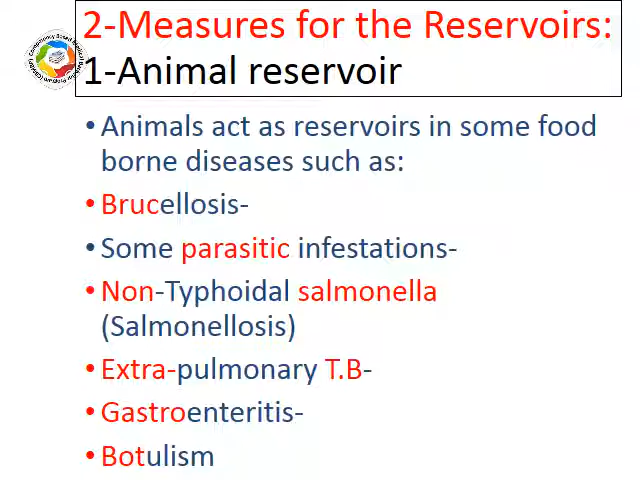 2-Measures for the Reservoirs:
1-Animal reservoir
• Animals act as reservoirs in some food
borne diseases such as:
• Brucellosis-
• Some parasitic infestations-
• Non-Typhoidal salmonella
(Salmonellosis)
• Extra-pulmonary T.B-
• Gastroenteritis-
• Botulism